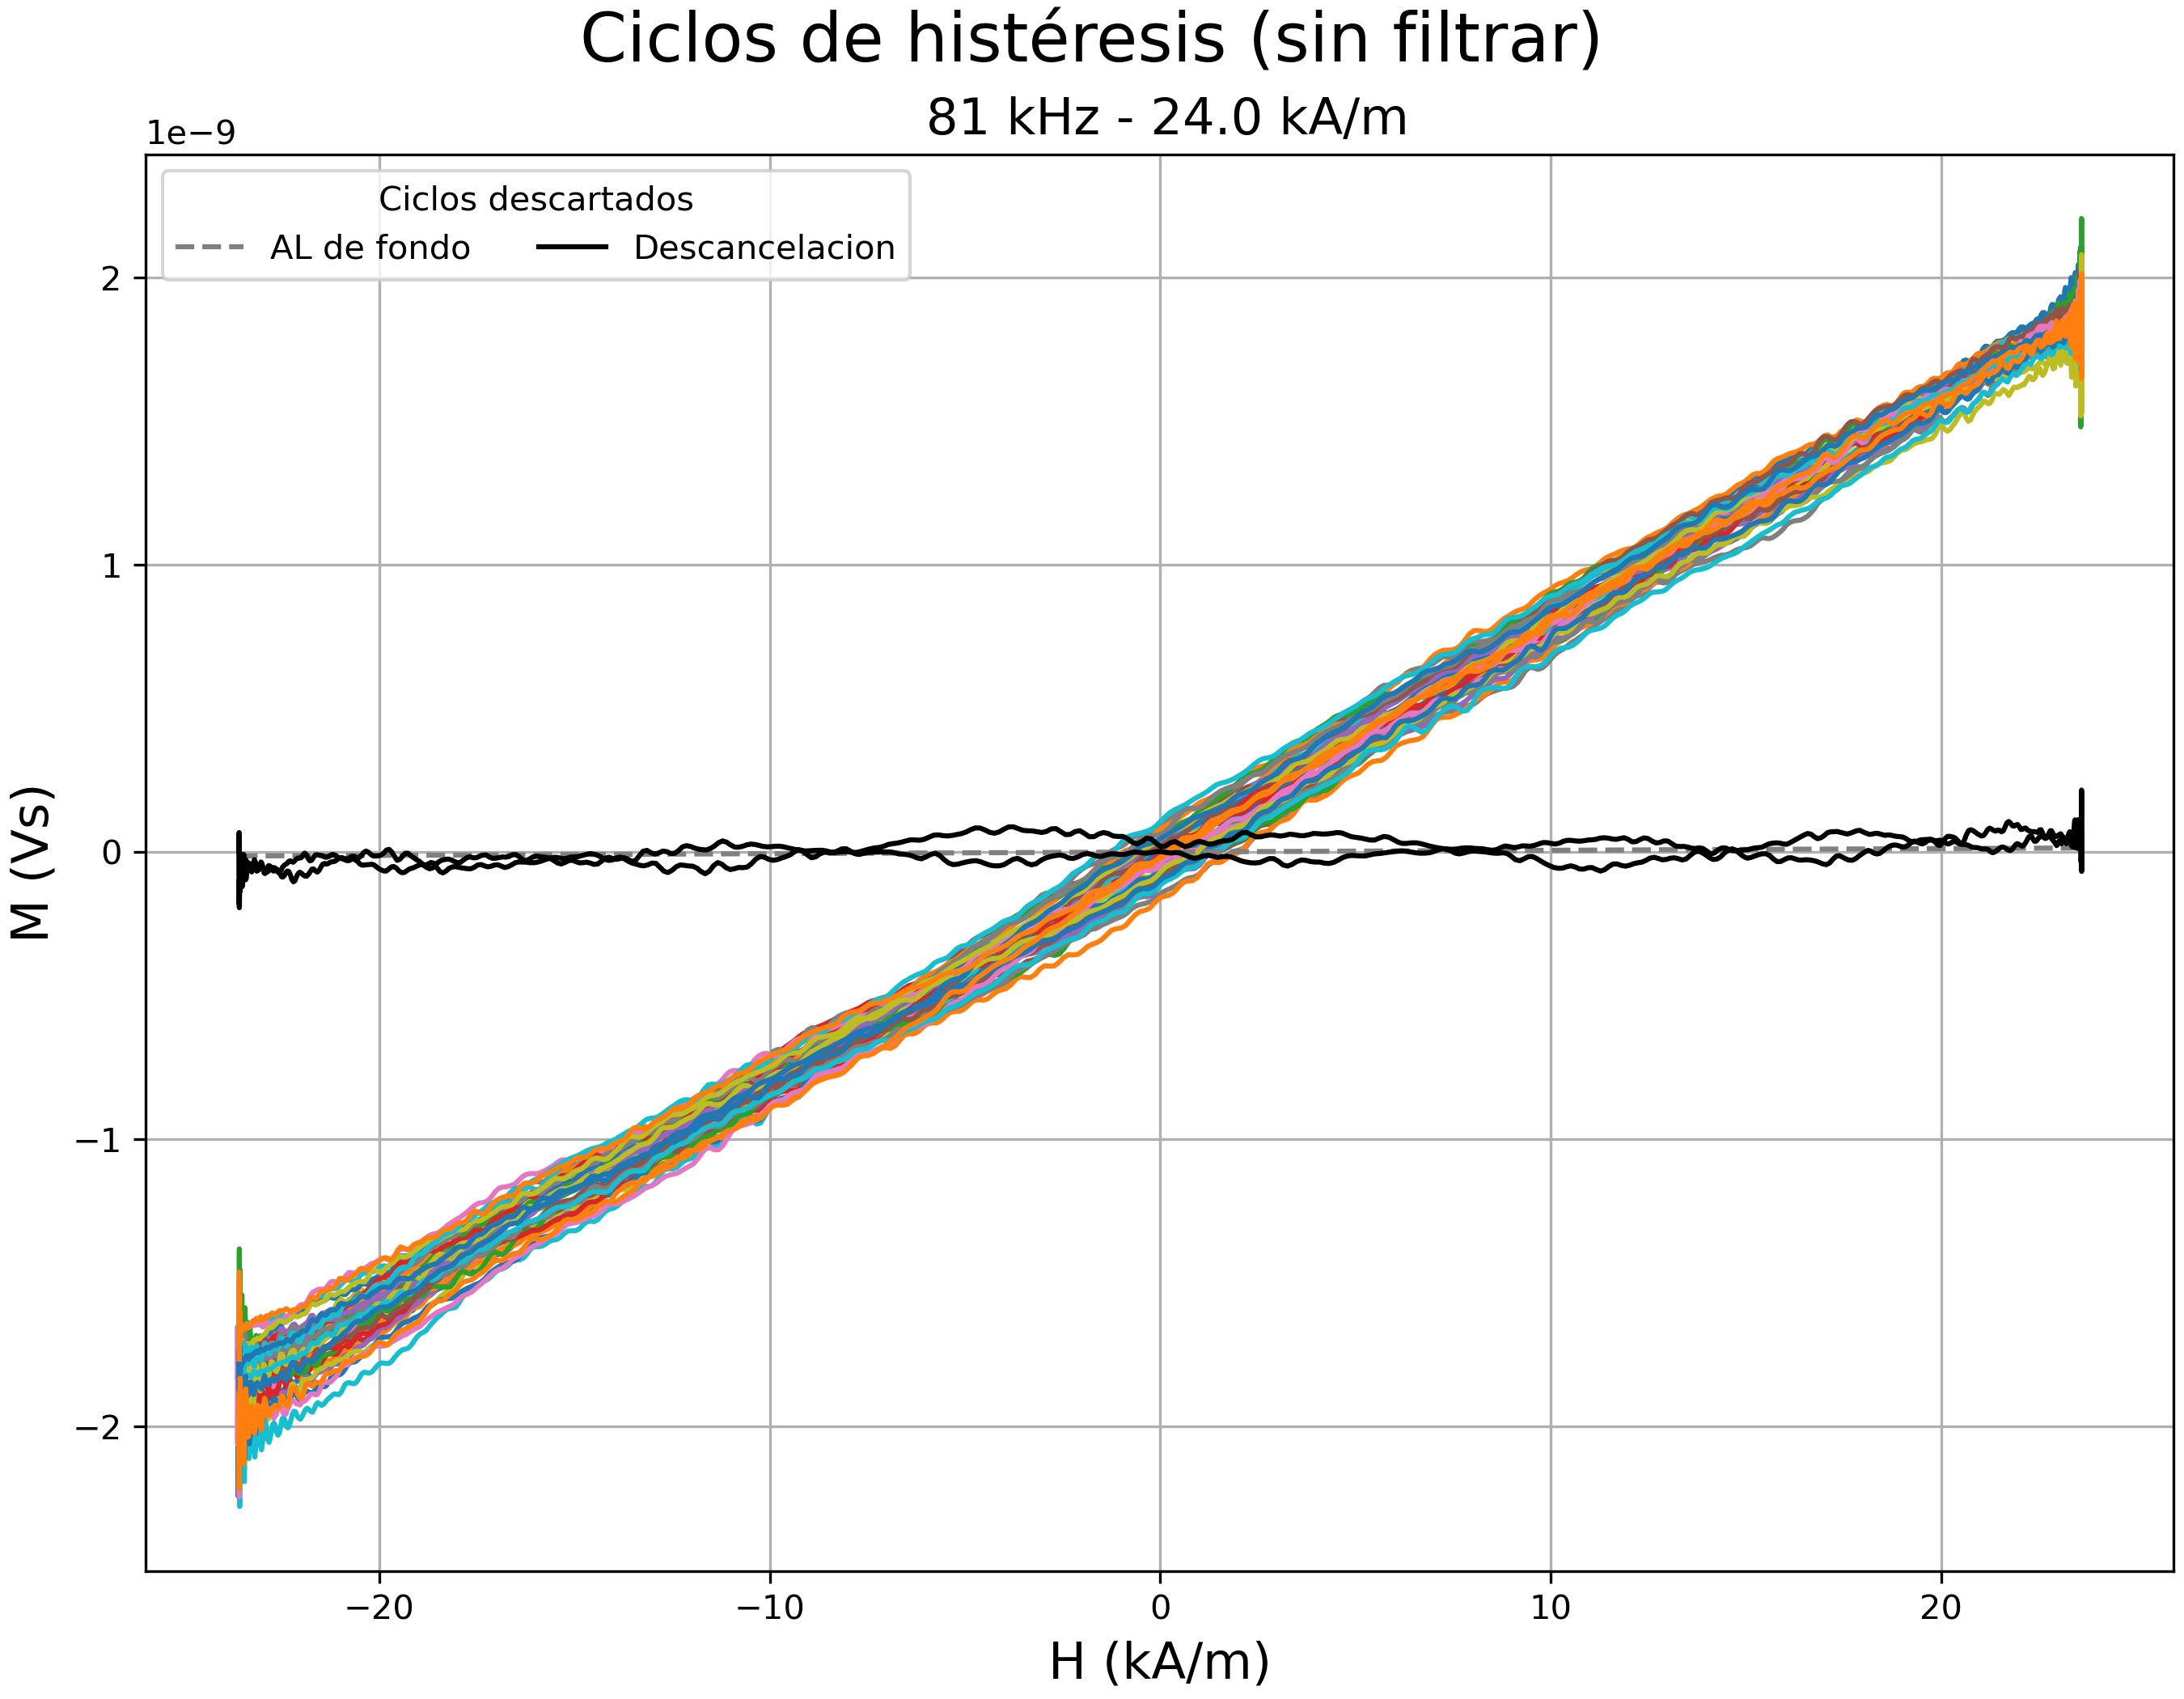 Ciclos de histéresis (sin filtrar)
81 kHz - 24.0 kA/m
1e−9
Ciclos descartados
AL de fondo
Descancelacion
2
1
0
−1
−2
M (Vs)
−20
−10
0
10
20
H (kA/m)